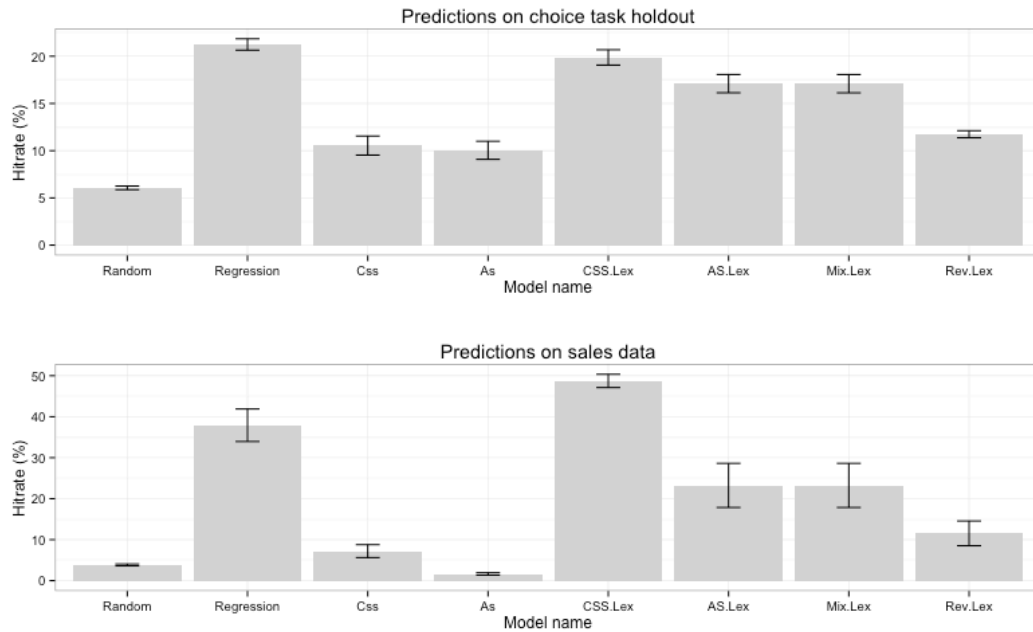 Predictions on choice task holdout
Hitrate (%)
20
15
10
5
0
Random Regression Css As CSS.Lex AS.Lex Mix.Lex Rev.Lex
Model name
Predictions on sales data
Hitrate (%)
50
40
30
20
10
0
Random Regression Css As CSS.Lex AS.Lex Mix.Lex Rev.Lex
Model name